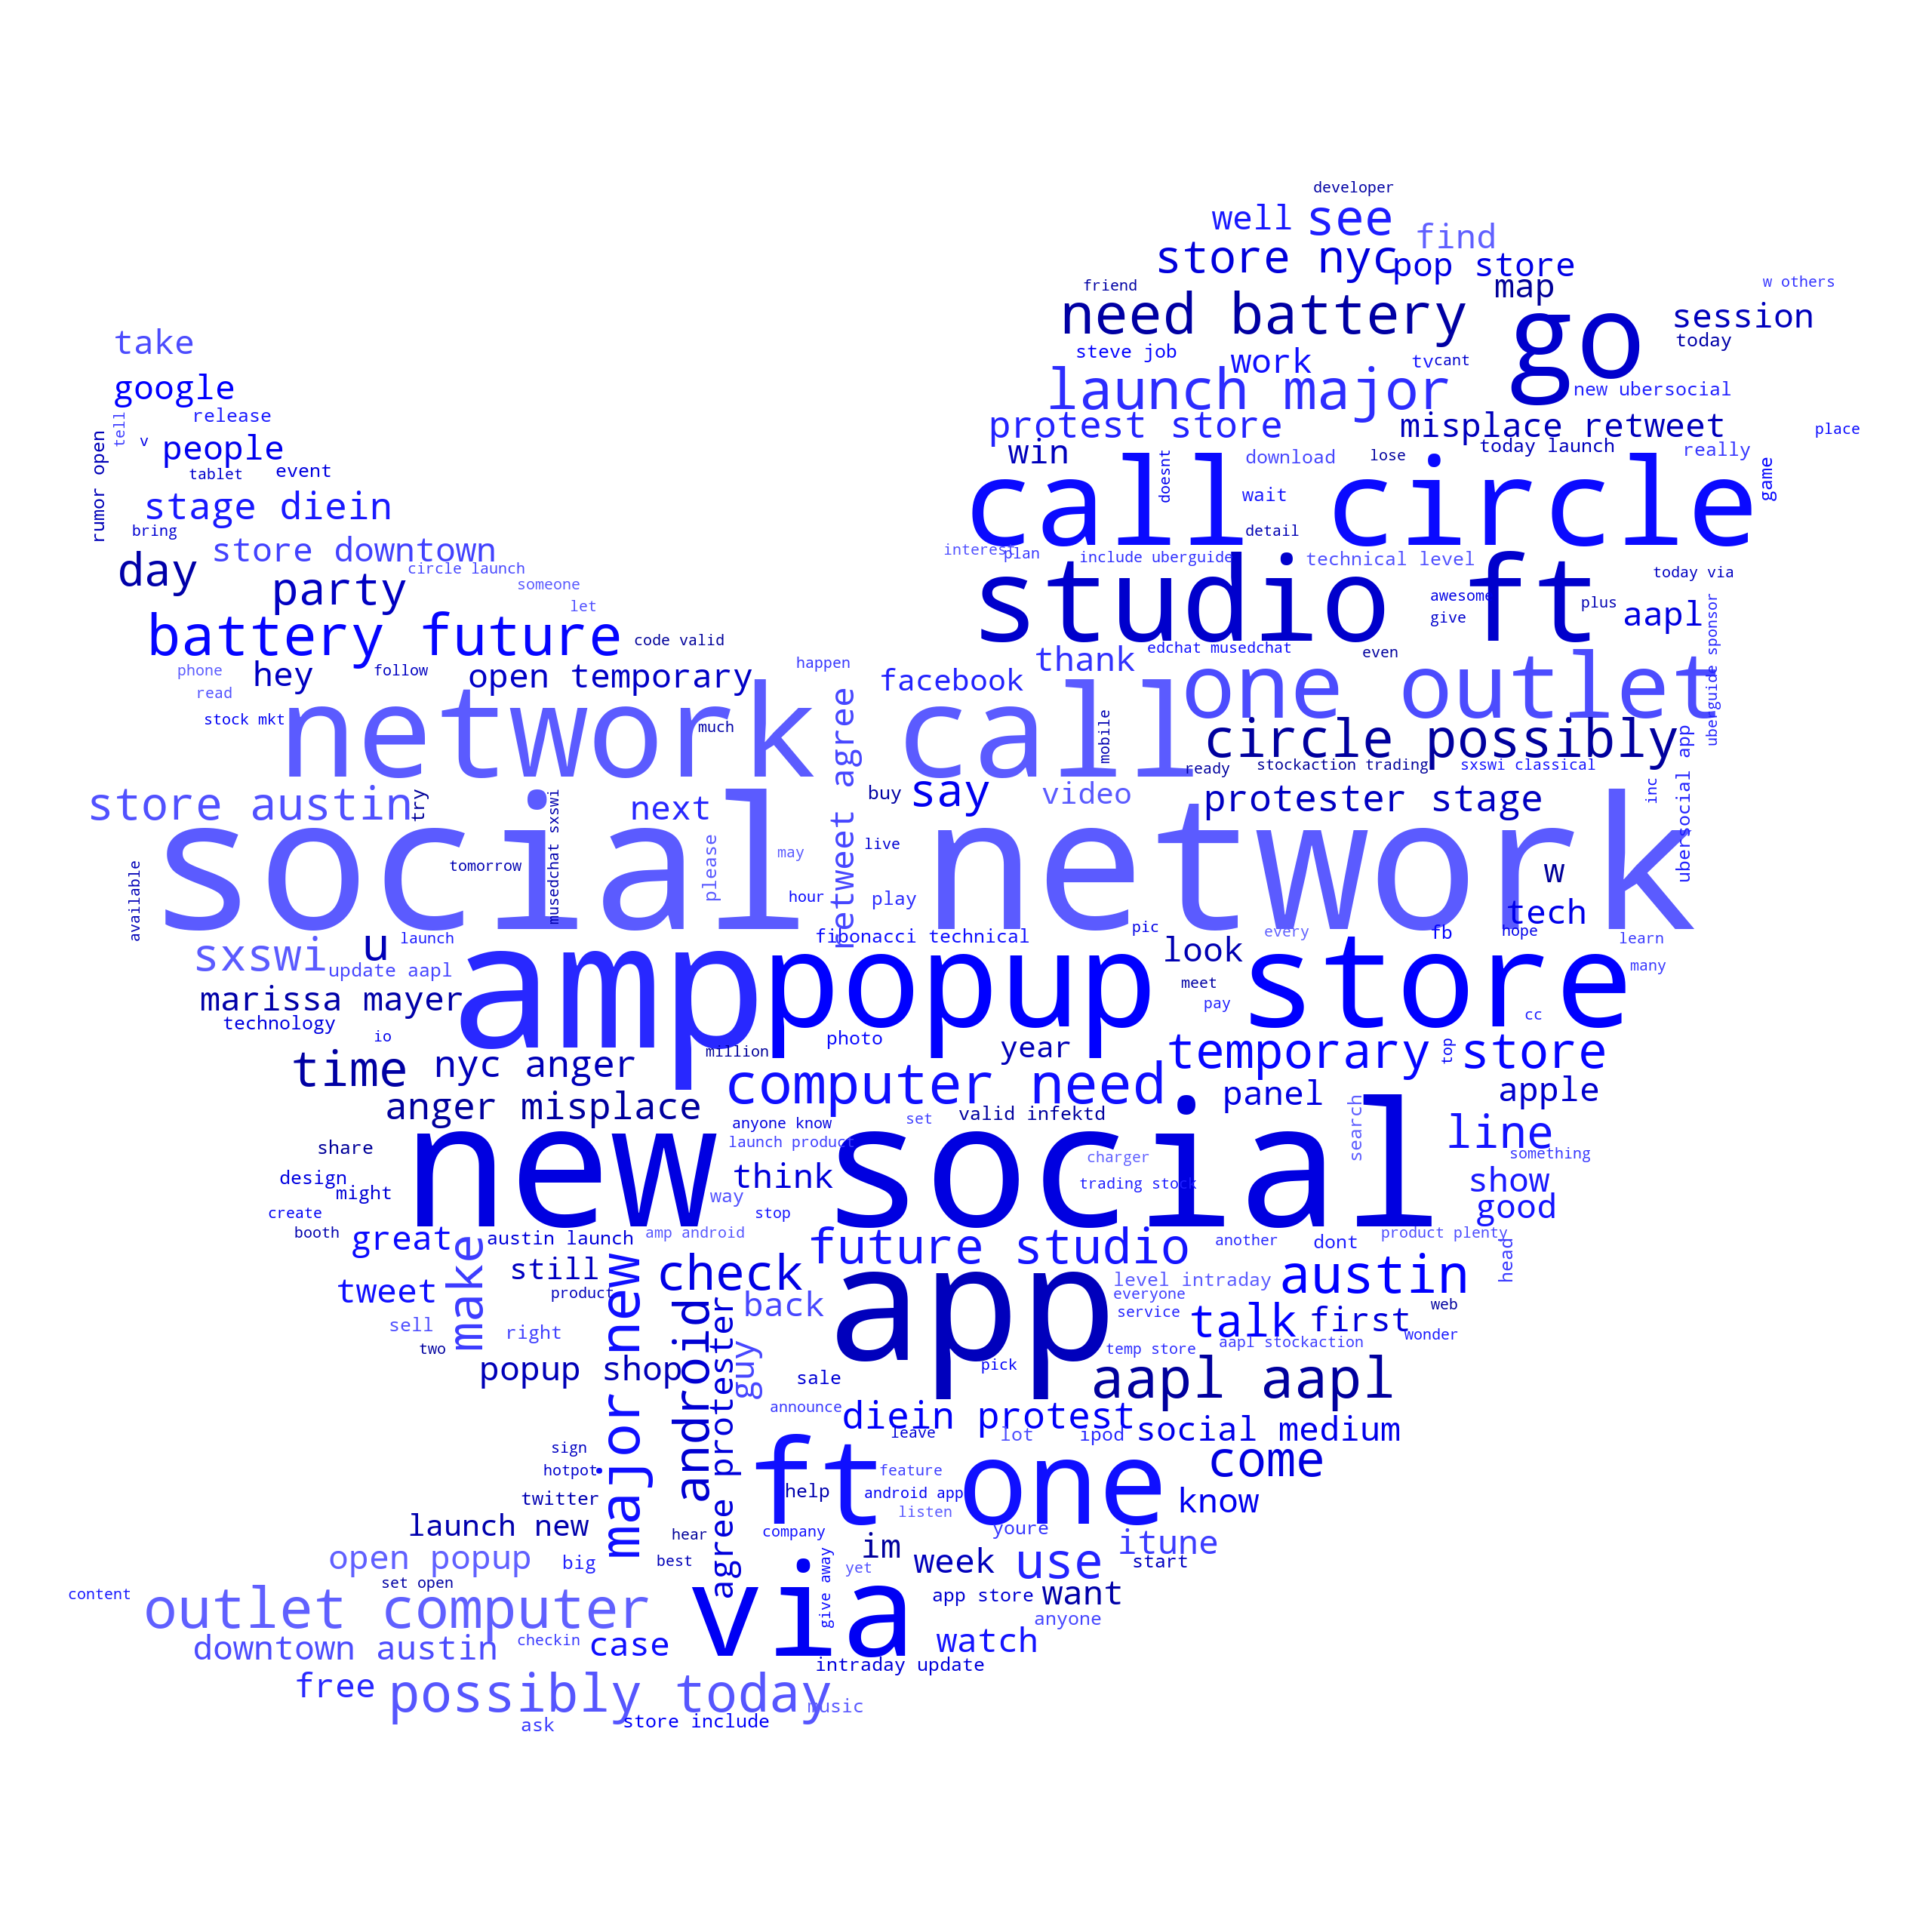 developer
well see find
store nyc pop store
friend map w others
need battery go session
today
steve job work tv cant
launch major new ubersocial
take
google
release
tell
protest store misplace retweet place
rumor open
v people
win today launch really
tablet event
download lose
doesnt
game
call circle
stage diein
wait
bring
detail
store downtown
interest plan include uberguide technical level
day party circle launch
someone
today via
let
studio ft
awesome plus
give aapl
battery future
code valid
uberguide sponsor
edchat musedchat even
happen thank
phone hey follow open temporary facebook one outlet
read
stock mkt
network call
much
retweet agree
mobile
circle possibly
ubersocial app
ready stockaction trading sxswi classical
inc
store austin
try
next
buy say video protester stage
social network
musedchat sxswi
tomorrow
please
may
live
available
hour play
w
tech
sxswi u launch
fibonacci technical pic every fb hope learn
look
update aapl
amp popup store
many
marissa mayer
meet
pay
technology
cc
io
photo
million
year
top
time nyc anger temporary store
computer need panel apple
anger misplace
set valid infektd
anyone know
launch product
search
line
share
new social
charger
something
design
might
think
trading stock
show
way
good
create stop
booth
great
make
austin launch amp android
another dont product plenty
future studio
head
still check
level intraday austin
app
product
tweet back everyone
service talk first web
sell right
wonder
two
major new
android
agree protester
guy
temp store aapl stockaction
popup shop pick
sale
aapl aapl
announce
diein protest social medium
leave lot ipod
sign
hotpot
ft one
feature
come
twitter
help android app
know
listen
launch new
hear company
youre
im
open popup big best
yet week use itune start
set open
give away
content
outlet computer via
app store want
anyone
downtown austin checkin case watch
intraday update
free possibly today music
ask store include